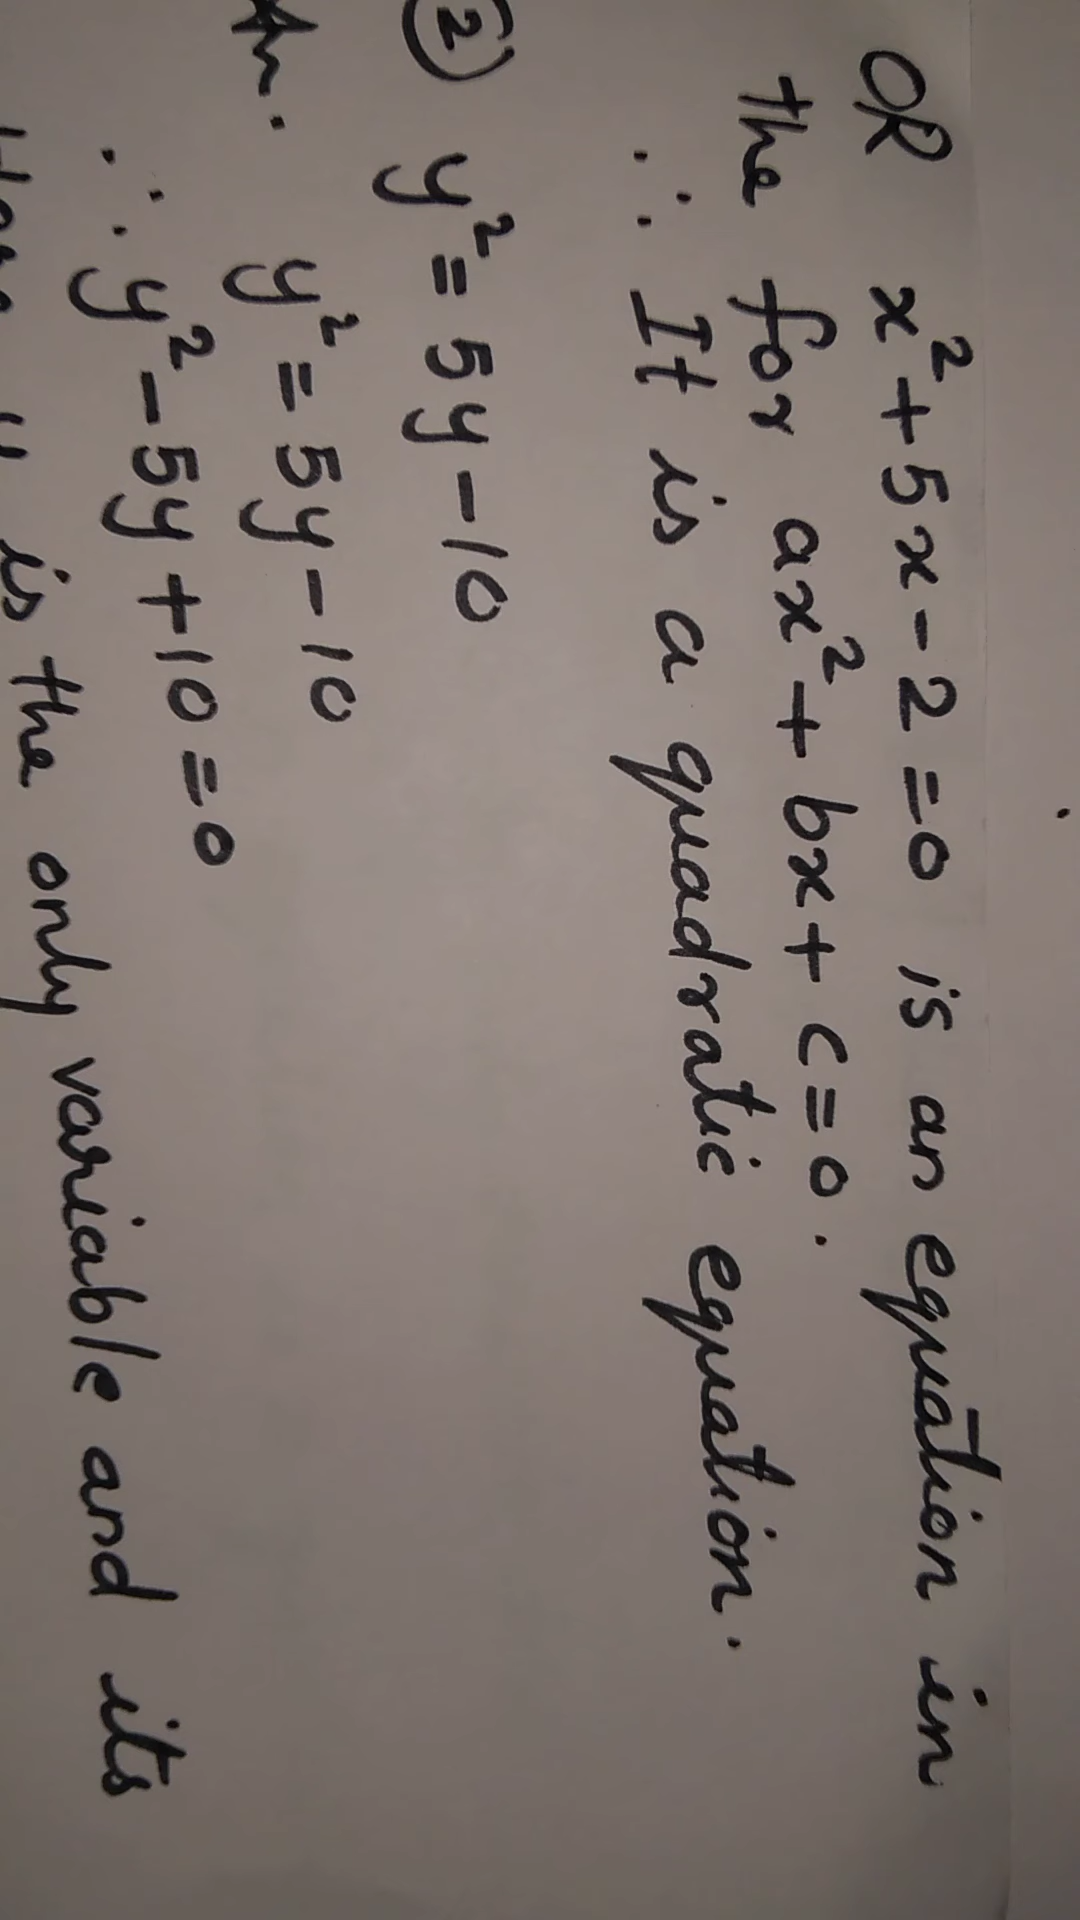 OR x²+5x-2=0 is an equation in
the for ax²+bx+c=0.
∴ It is a quadratic equation.
② y²=5y-10
y²=5y-10
∴ y²-5y+10=0
is the only variable and its